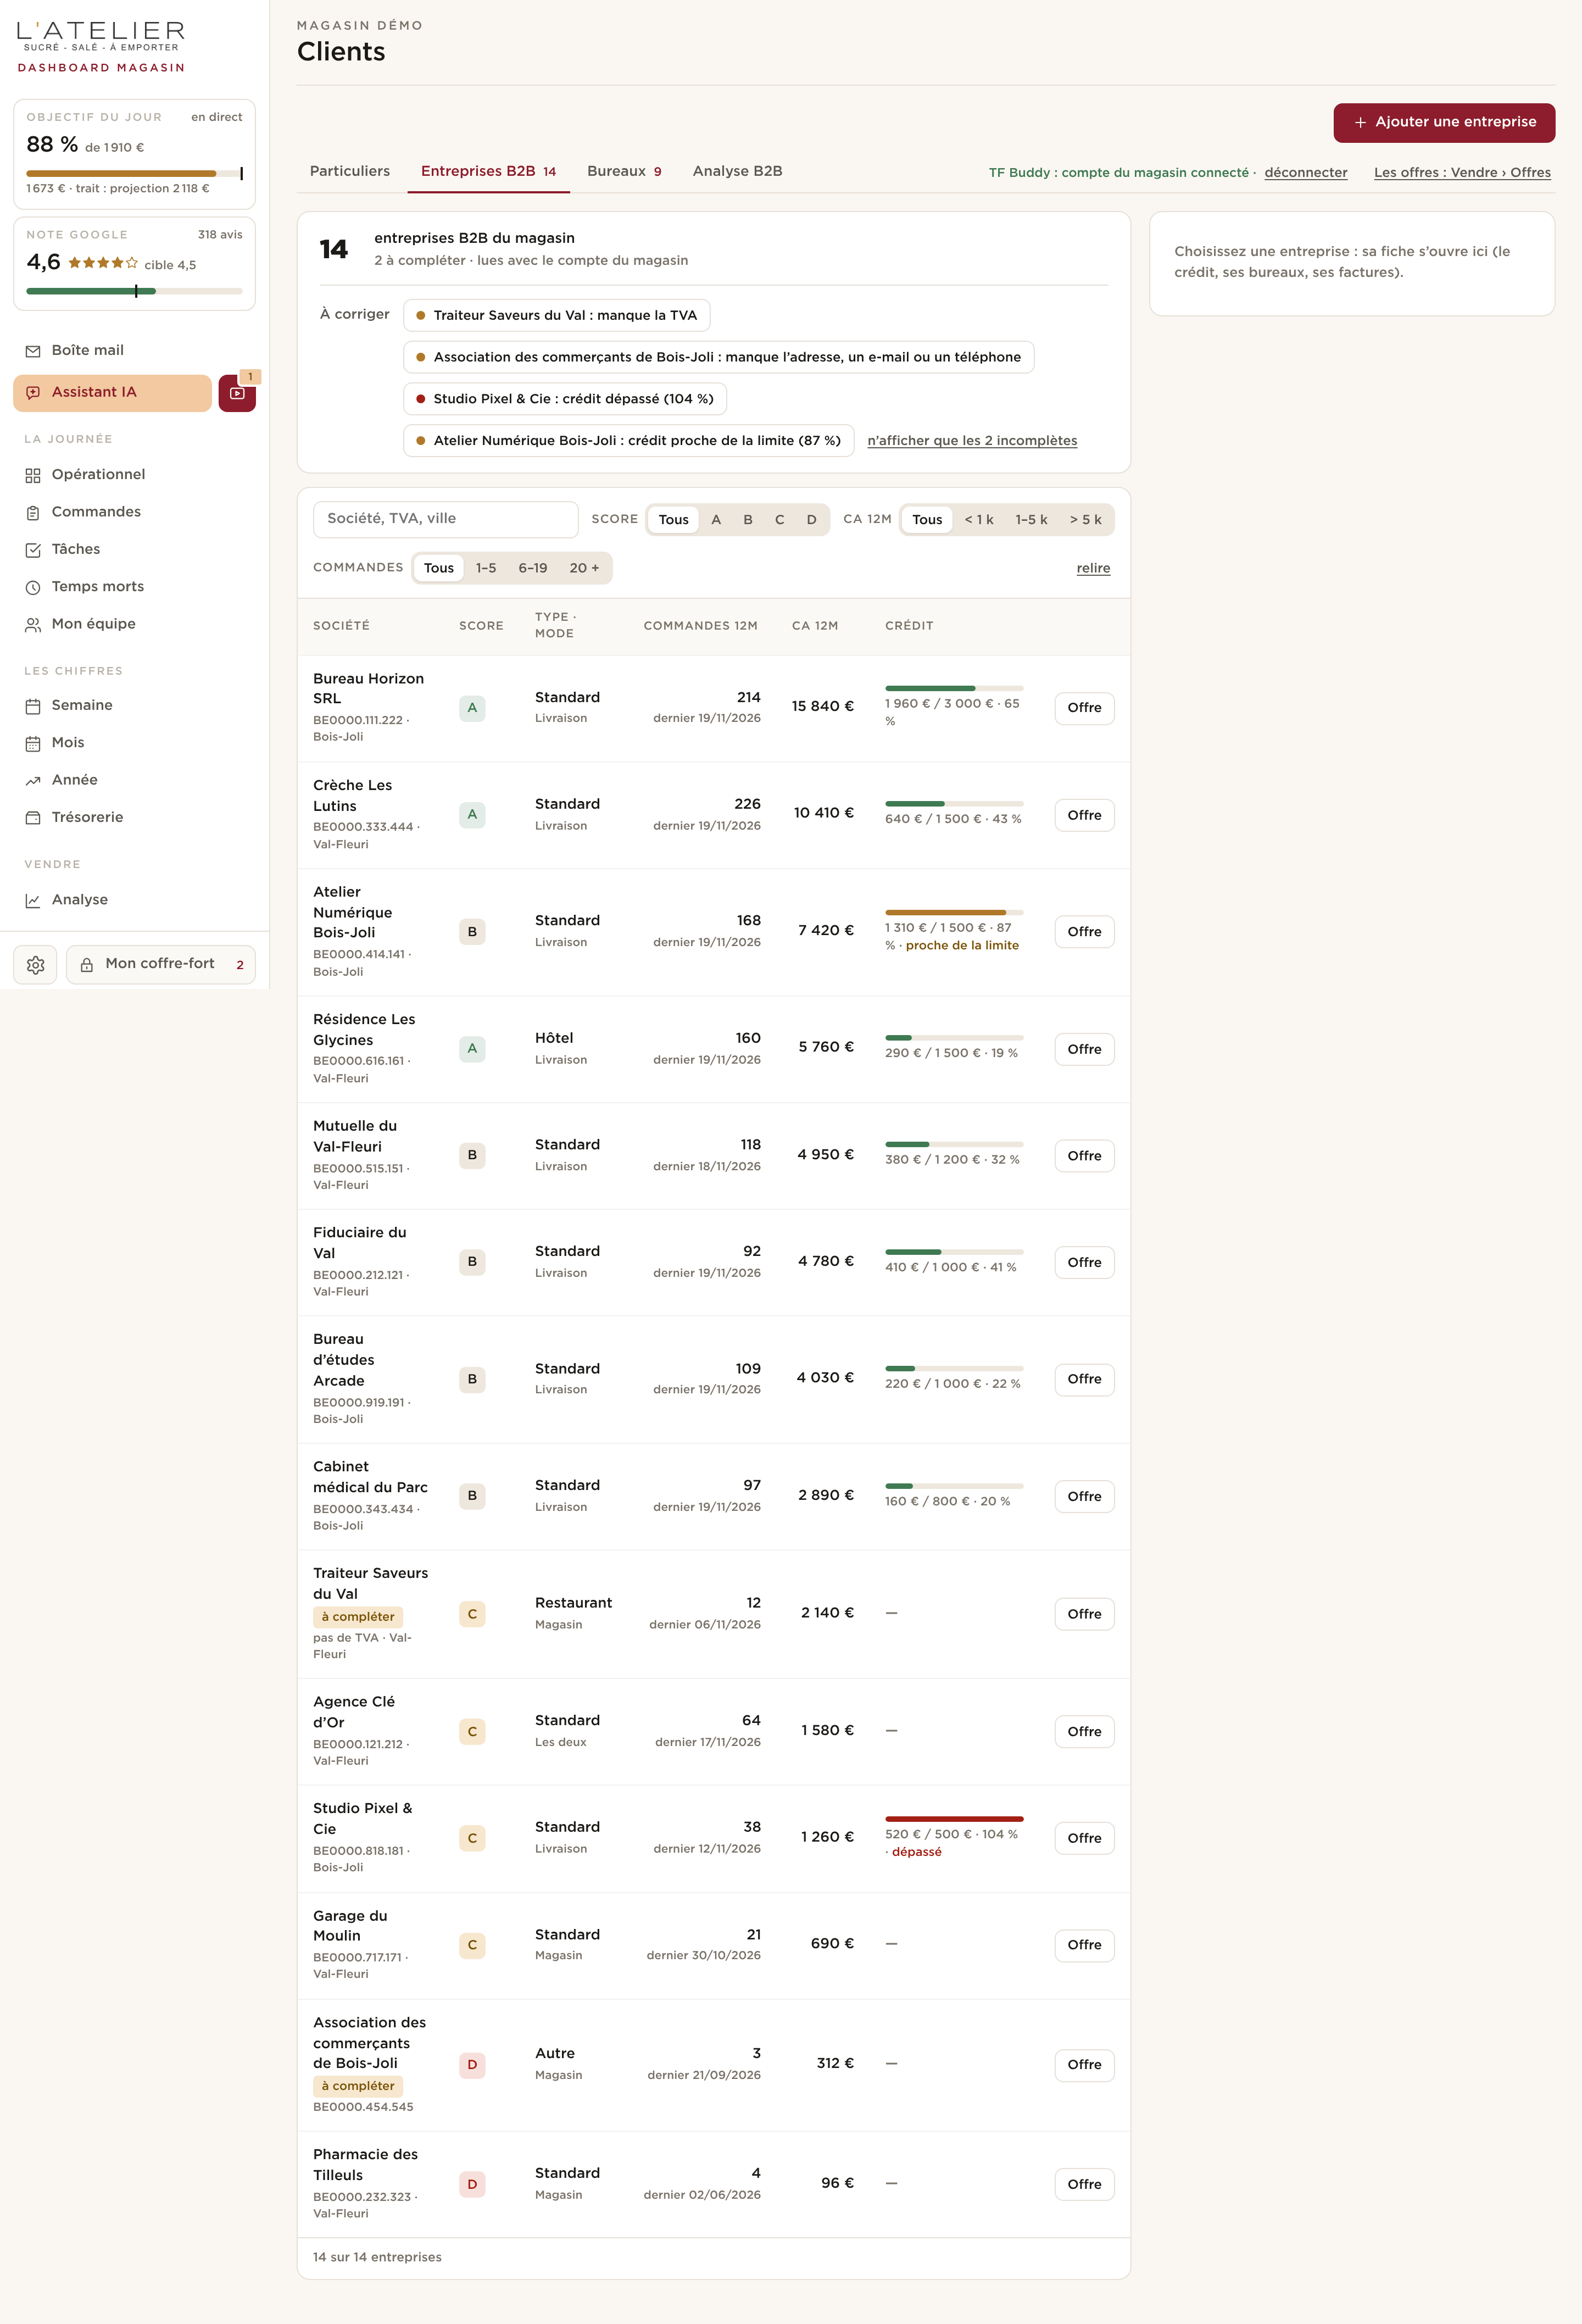 L'ATELIER
SUCRÉ - SALÉ - À EMPORTER
DASHBOARD MAGASIN
OBJECTIF DU JOUR en direct
88 % de 1 910 €
1 673 € · trait : projection 2 118 €
NOTE GOOGLE 318 avis
4,6 cible 4,5
Boîte mail
Assistant IA 1
LA JOURNÉE
Opérationnel
Commandes
Tâches
Temps morts
Mon équipe
LES CHIFFRES
Semaine
Mois
Année
Trésorerie
VENDRE
Analyse
Mon coffre-fort 2
MAGASIN DÉMO
Clients
+ Ajouter une entreprise
Particuliers Entreprises B2B 14 Bureaux 9 Analyse B2B TF Buddy : compte du magasin connecté · déconnecter Les offres : Vendre › Offres
14 entreprises B2B du magasin
2 à compléter · lues avec le compte du magasin
À corriger Traiteur Saveurs du Val : manque la TVA
Association des commerçants de Bois-Joli : manque l'adresse, un e-mail ou un téléphone
Studio Pixel & Cie : crédit dépassé (104 %)
Atelier Numérique Bois-Joli : crédit proche de la limite (87 %) n'afficher que les 2 incomplètes
Choisissez une entreprise : sa fiche s'ouvre ici (le
crédit, ses bureaux, ses factures).
Société, TVA, ville SCORE Tous A B C D CA 12M Tous < 1 k 1–5 k > 5 k
COMMANDES Tous 1–5 6–19 20 + relire
SOCIÉTÉ SCORE TYPE · MODE COMMANDES 12M CA 12M CRÉDIT
Bureau Horizon
SRL
BE0000.111.222 ·
Bois-Joli
A
Standard
Livraison
214
dernier 19/11/2026
15 840 €
1 960 € / 3 000 € · 65
%
Offre
Crèche Les
Lutins
BE0000.333.444 ·
Val-Fleuri
A
Standard
Livraison
226
dernier 19/11/2026
10 410 €
640 € / 1 500 € · 43 %
Offre
Atelier
Numérique
Bois-Joli
BE0000.414.141 ·
Bois-Joli
B
Standard
Livraison
168
dernier 19/11/2026
7 420 €
1 310 € / 1 500 € · 87
% · proche de la limite
Offre
Résidence Les
Glycines
BE0000.616.161 ·
Val-Fleuri
A
Hôtel
Livraison
160
dernier 19/11/2026
5 760 €
290 € / 1 500 € · 19 %
Offre
Mutuelle du
Val-Fleuri
BE0000.515.151 ·
Val-Fleuri
B
Standard
Livraison
118
dernier 18/11/2026
4 950 €
380 € / 1 200 € · 32 %
Offre
Fiduciaire du
Val
BE0000.212.121 ·
Val-Fleuri
B
Standard
Livraison
92
dernier 19/11/2026
4 780 €
410 € / 1 000 € · 41 %
Offre
Bureau
d'études
Arcade
BE0000.919.191 ·
Bois-Joli
B
Standard
Livraison
109
dernier 19/11/2026
4 030 €
220 € / 1 000 € · 22 %
Offre
Cabinet
médical du Parc
BE0000.343.434 ·
Bois-Joli
B
Standard
Livraison
97
dernier 19/11/2026
2 890 €
160 € / 800 € · 20 %
Offre
Traiteur Saveurs
du Val
à compléter
pas de TVA · Val-
Fleuri
C
Restaurant
Magasin
12
dernier 06/11/2026
2 140 €
—
Offre
Agence Clé
d'Or
BE0000.121.212 ·
Val-Fleuri
C
Standard
Les deux
64
dernier 17/11/2026
1 580 €
—
Offre
Studio Pixel &
Cie
BE0000.818.181 ·
Bois-Joli
C
Standard
Livraison
38
dernier 12/11/2026
1 260 €
520 € / 500 € · 104 %
· dépassé
Offre
Garage du
Moulin
BE0000.717.171 ·
Val-Fleuri
C
Standard
Magasin
21
dernier 30/10/2026
690 €
—
Offre
Association des
commerçants
de Bois-Joli
à compléter
BE0000.454.545
D
Autre
Magasin
3
dernier 21/09/2026
312 €
—
Offre
Pharmacie des
Tilleuls
BE0000.232.323 ·
Val-Fleuri
D
Standard
Magasin
4
dernier 02/06/2026
96 €
—
Offre
14 sur 14 entreprises